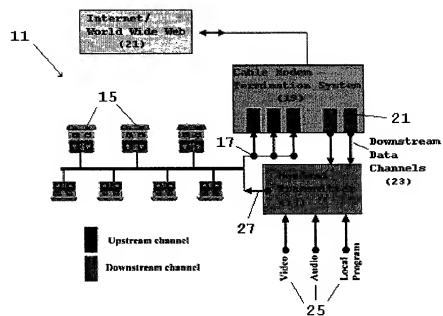 11
Internet/
World Wide Web
(21)
Cable Modem
Termination System
(19)
15
17
21
Downstream
Data
Channels
(23)
27
Upstream channel
Downstream channel
Video
Audio
Local
Program
25